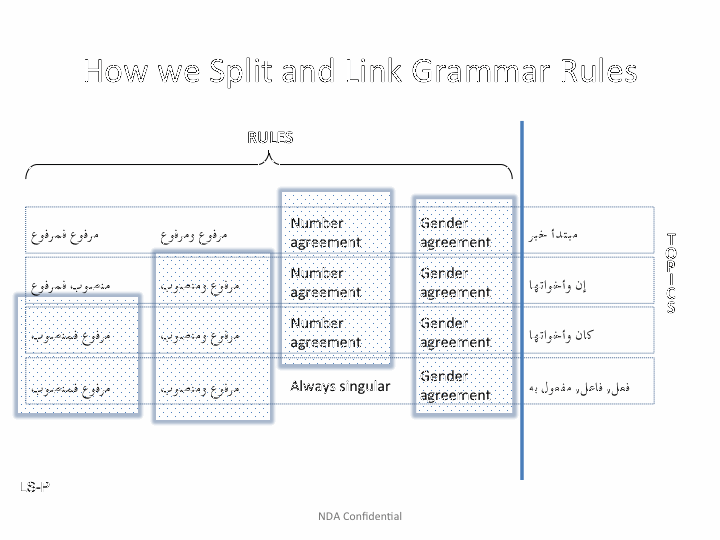 How we Split and Link Grammar Rules
RULES
مرفوع فمرفوع
مرفوع ومرفوع
Number
agreement
Gender
agreement
مبتدأ خبر
منصوب فمرفوع
مرفوع ومنصوب
Number
agreement
Gender
agreement
إن وأخواتها
مرفوع فمنصوب
مرفوع ومنصوب
Number
agreement
Gender
agreement
كان وأخواتها
مرفوع فمنصوب
مرفوع ومنصوب
Always singular
Gender
agreement
فعل, فاعل, مفعول به
TOPICS
L8-P
NDA Confidential